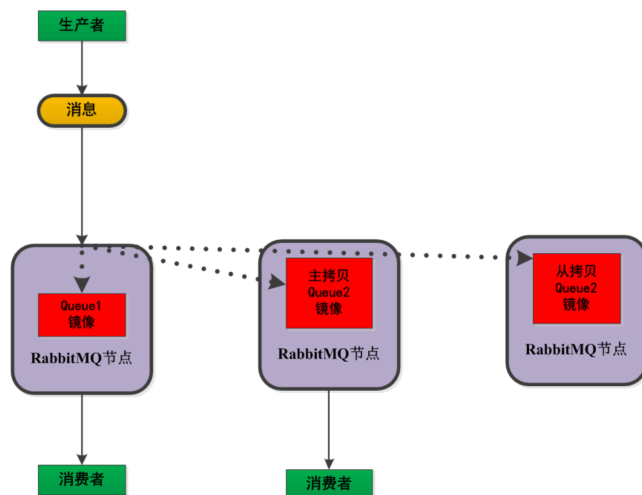 生产者
消息
Queue1
镜像
RabbitMQ节点
主拷贝
Queue2
镜像
RabbitMQ节点
从拷贝
Queue2
镜像
RabbitMQ节点
消费者
消费者